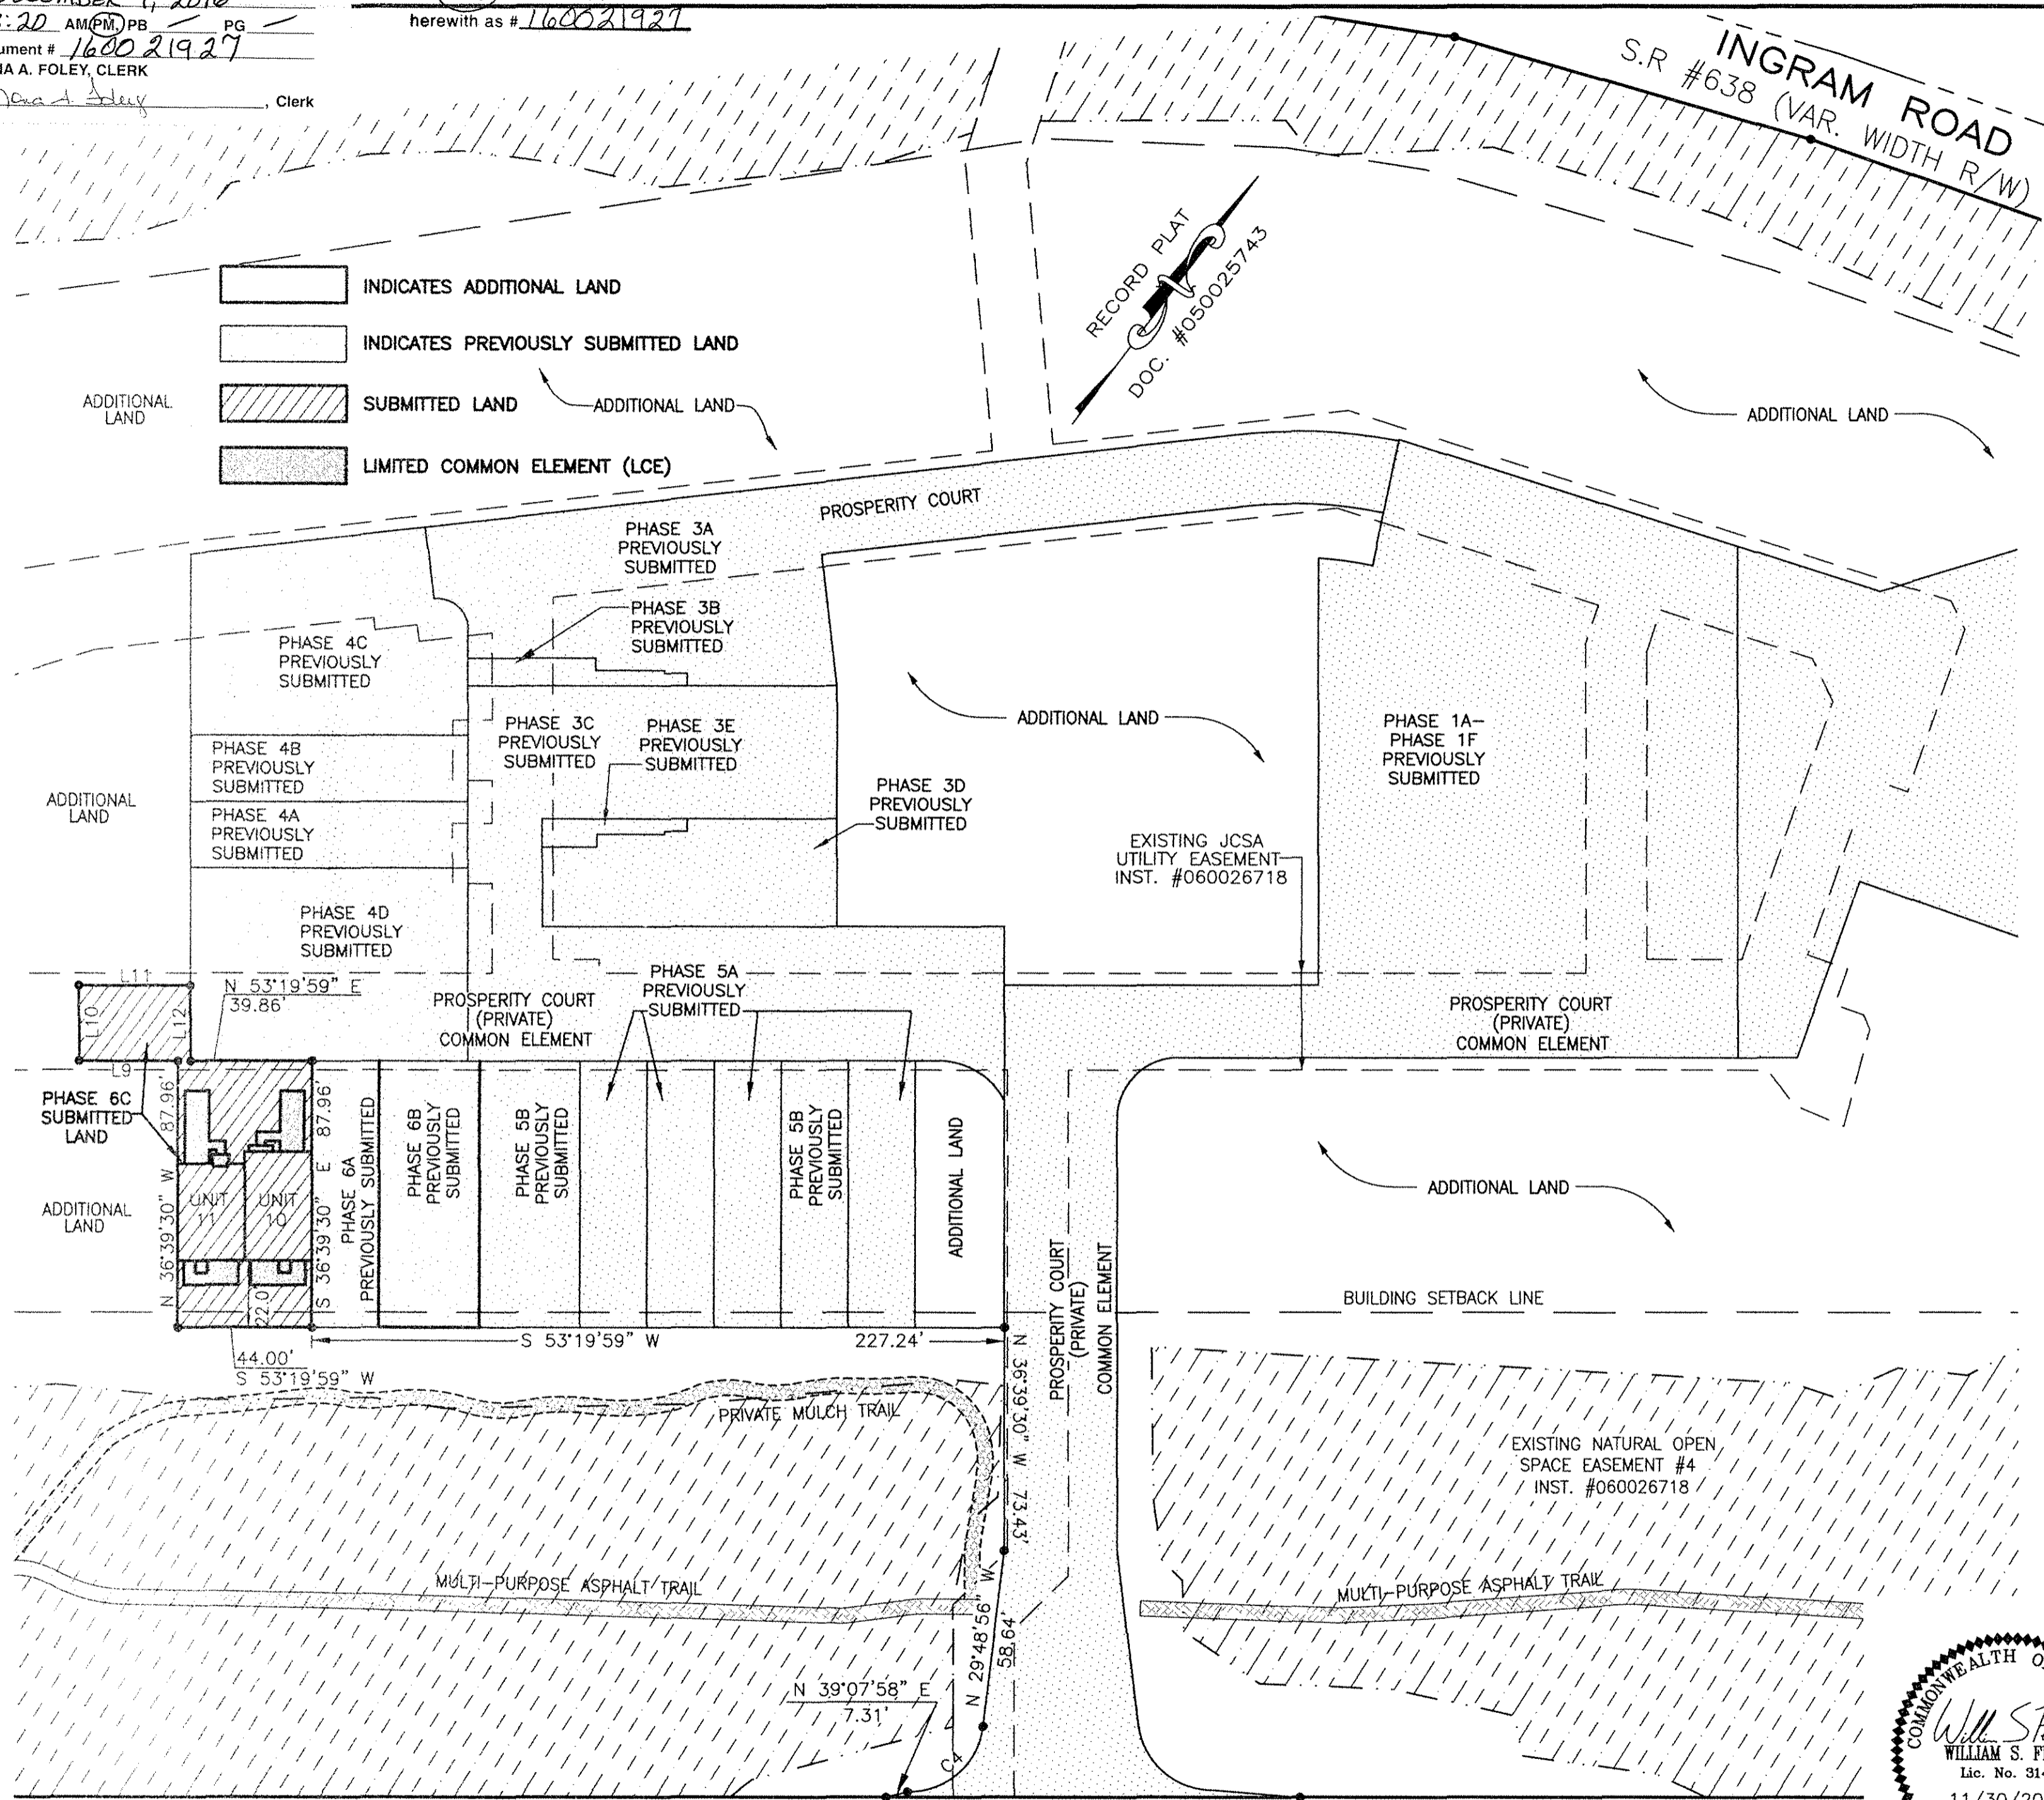 :20 AM PM, PB — PG —
ument # 160021927
A A. FOLEY, CLERK
, Clerk
herewith as # 160021927
INGRAM ROAD
S.R #638 (VAR. WIDTH R/W)
RECORD PLAT
DOC. #050025743
INDICATES ADDITIONAL LAND
INDICATES PREVIOUSLY SUBMITTED LAND
SUBMITTED LAND
LIMITED COMMON ELEMENT (LCE)
ADDITIONAL
LAND
ADDITIONAL LAND
ADDITIONAL LAND
PROSPERITY COURT
PHASE 3A
PREVIOUSLY
SUBMITTED
PHASE 3B
PREVIOUSLY
SUBMITTED
PHASE 4C
PREVIOUSLY
SUBMITTED
PHASE 3C
PREVIOUSLY
SUBMITTED
PHASE 3E
PREVIOUSLY
SUBMITTED
ADDITIONAL LAND
PHASE 1A-
PHASE 1F
PREVIOUSLY
SUBMITTED
PHASE 4B
PREVIOUSLY
SUBMITTED
ADDITIONAL
LAND
PHASE 4A
PREVIOUSLY
SUBMITTED
PHASE 3D
PREVIOUSLY
SUBMITTED
EXISTING JCSA
UTILITY EASEMENT
INST. #060026718
PHASE 4D
PREVIOUSLY
SUBMITTED
L11
L10
L12
L9
N 53°19'59" E
39.86'
PROSPERITY COURT
(PRIVATE)
COMMON ELEMENT
PHASE 5A
PREVIOUSLY
SUBMITTED
PROSPERITY COURT
(PRIVATE)
COMMON ELEMENT
PHASE 6C
SUBMITTED
LAND
N 36°39'30" W 87.96'
UNIT
11
UNIT
10
22.0'
S 36°39'30" E 87.96'
PHASE 6A
PREVIOUSLY SUBMITTED
PHASE 6B
PREVIOUSLY
SUBMITTED
PHASE 5B
PREVIOUSLY
SUBMITTED
PHASE 5B
PREVIOUSLY
SUBMITTED
ADDITIONAL LAND
ADDITIONAL
LAND
ADDITIONAL LAND
PROSPERITY COURT
(PRIVATE)
COMMON ELEMENT
BUILDING SETBACK LINE
S 53°19'59" W 227.24'
44.00'
S 53°19'59" W
N 36°39'30" W 73.43'
PRIVATE MULCH TRAIL
EXISTING NATURAL OPEN
SPACE EASEMENT #4
INST. #060026718
MULTI-PURPOSE ASPHALT TRAIL
MULTI-PURPOSE ASPHALT TRAIL
N 29°48'56" W
58.64'
N 39°07'58" E
7.31'
C4
COMMONWEALTH O
WILLIAM S. F
Lic. No. 31
11/30/20